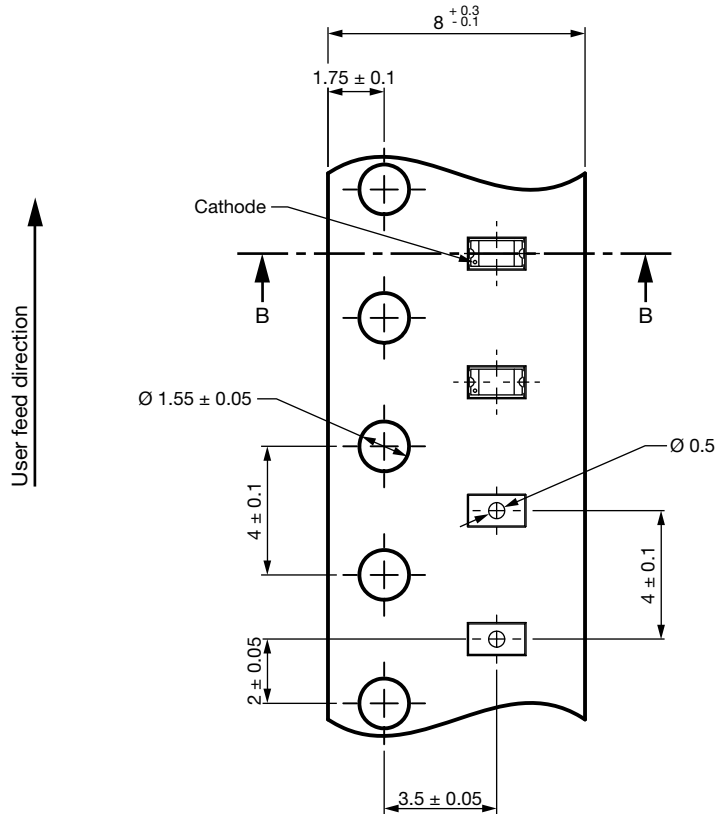 8 + 0.3
- 0.1
1.75 ± 0.1
Cathode
B
B
User feed direction
Ø 1.55 ± 0.05
Ø 0.5
4 ± 0.1
4 ± 0.1
2 ± 0.05
3.5 ± 0.05